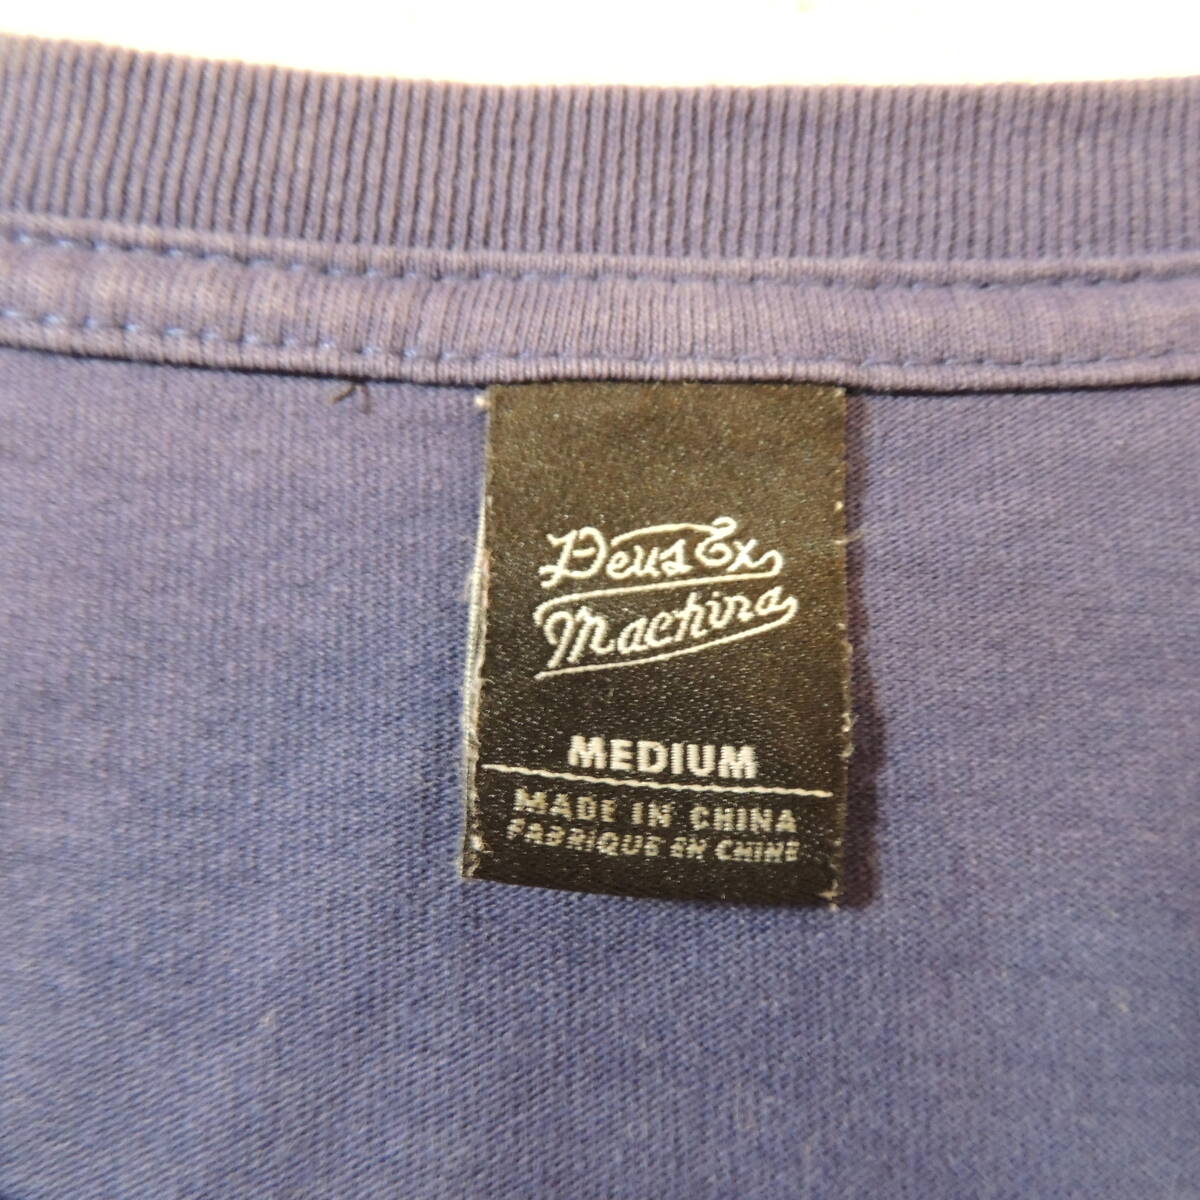 Deus Ex
Machina
MEDIUM
MADE IN CHINA
FABRIQUE EN CHINE